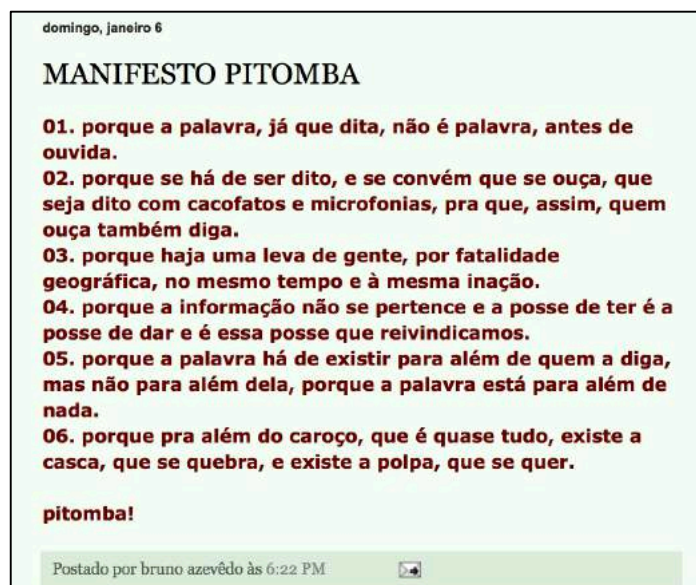 domingo, janeiro 6
MANIFESTO PITOMBA
01. porque a palavra, já que dita, não é palavra, antes de
ouvida.
02. porque se há de ser dito, e se convém que se ouça, que
seja dito com cacofatos e microfonias, pra que, assim, quem
ouça também diga.
03. porque haja uma leva de gente, por fatalidade
geográfica, no mesmo tempo e à mesma inação.
04. porque a informação não se pertence e a posse de ter é a
posse de dar e é essa posse que reivindicamos.
05. porque a palavra há de existir para além de quem a diga,
mas não para além dela, porque a palavra está para além de
nada.
06. porque pra além do caroço, que é quase tudo, existe a
casca, que se quebra, e existe a polpa, que se quer.
pitomba!
Postado por bruno azevêdo às 6:22 PM